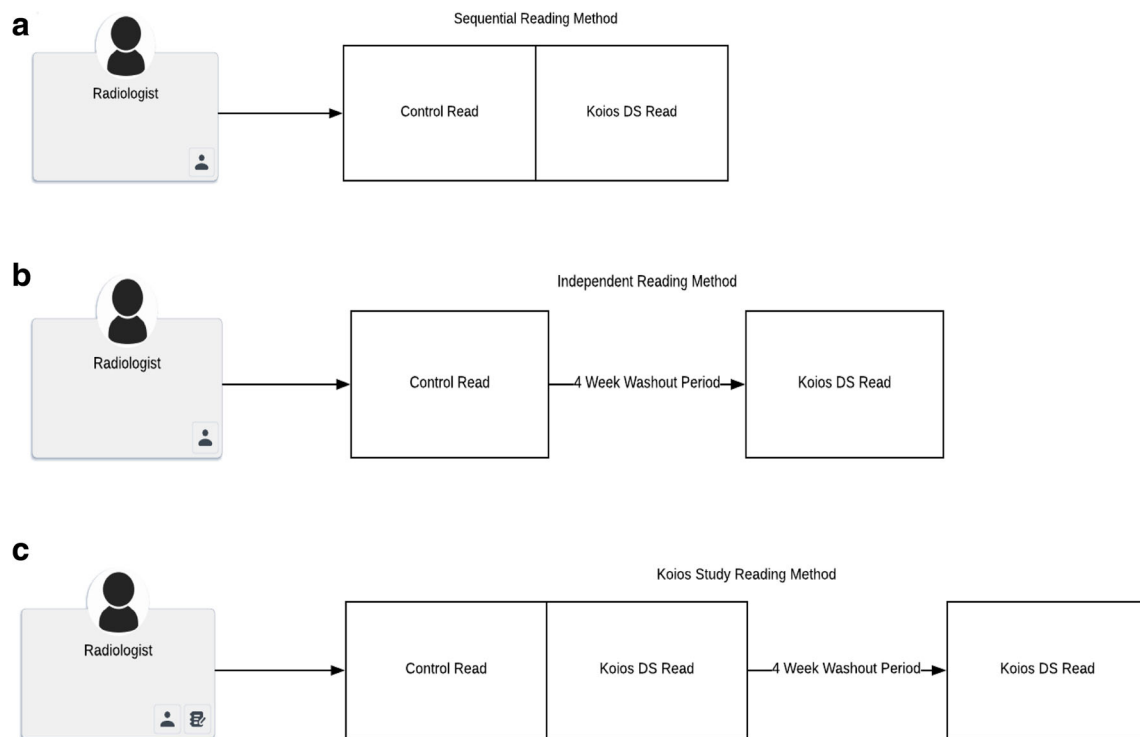 a
Sequential Reading Method
Radiologist
Control Read
Koios DS Read
b
Independent Reading Method
Radiologist
Control Read
4 Week Washout Period
Koios DS Read
c
Koios Study Reading Method
Radiologist
Control Read
Koios DS Read
4 Week Washout Period
Koios DS Read